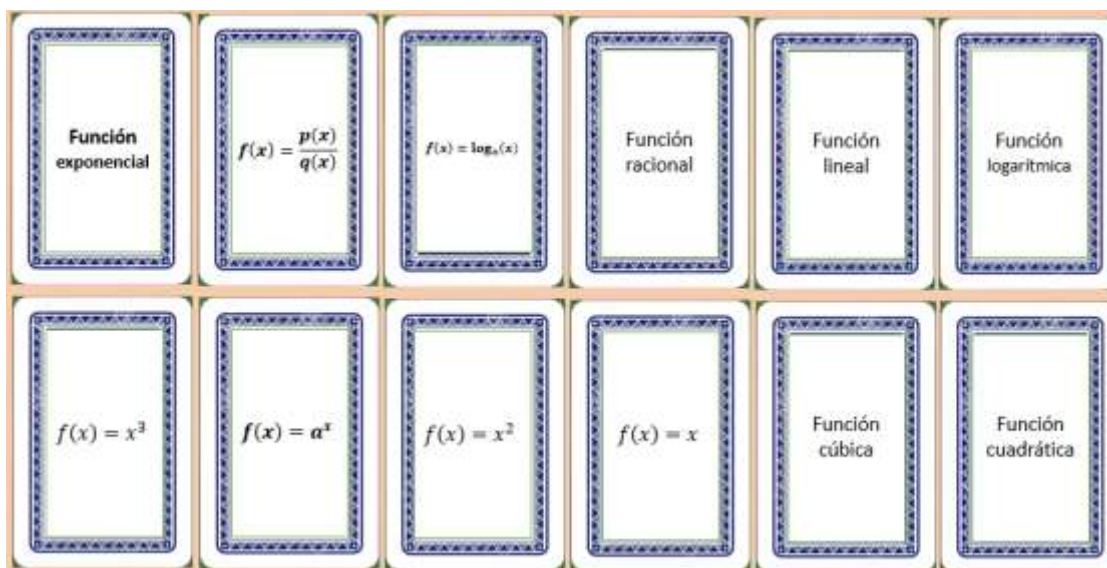 Función
exponencial
f(x) = p(x)/q(x)
f(x) = logₐ(x)
Función
racional
Función
lineal
Función
logarítmica
f(x) = x³
f(x) = aˣ
f(x) = x²
f(x) = x
Función
cúbica
Función
cuadrática